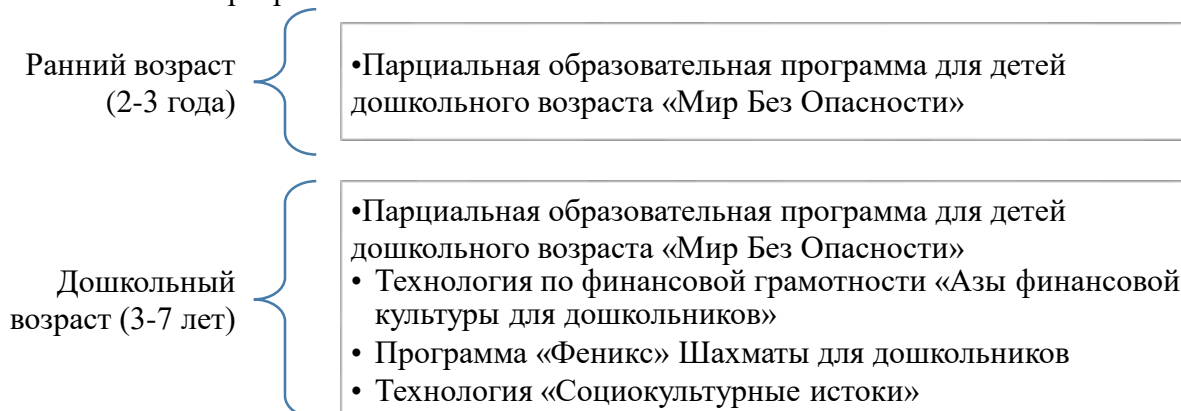 Ранний возраст
(2-3 года)
•Парциальная образовательная программа для детей
дошкольного возраста «Мир Без Опасности»
Дошкольный
возраст (3-7 лет)
•Парциальная образовательная программа для детей
дошкольного возраста «Мир Без Опасности»
• Технология по финансовой грамотности «Азы финансовой
культуры для дошкольников»
• Программа «Феникс» Шахматы для дошкольников
• Технология «Социокультурные истоки»